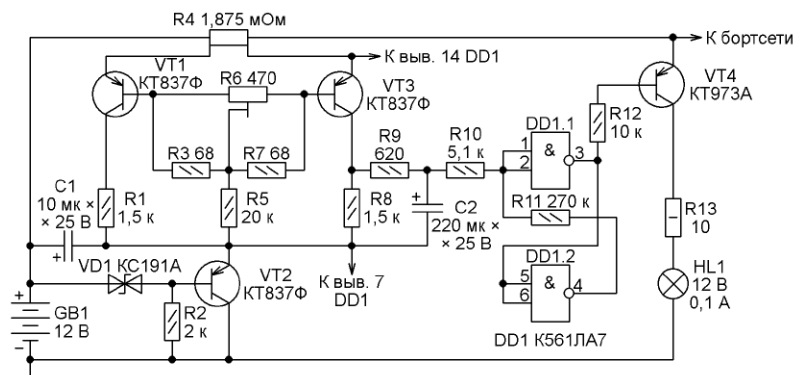 R4 1,875 мОм
К бортсети
VT1
КТ837Ф
К выв. 14 DD1
R6 470
VT3
КТ837Ф
VT4
КТ973А
R12
10 к
DD1.1
&
1
2
3
R9
620
R10
5,1 к
R3 68
R7 68
C1
10 мк ×
× 25 В
+
R1
1,5 к
R5
20 к
R8
1,5 к
+
C2
220 мк ×
× 25 В
R11 270 к
R13
10
VD1 КС191А
VT2
КТ837Ф
К выв. 7
DD1
DD1.2
&
5
6
4
HL1
12 В
0,1 А
+
GB1
12 В
−
R2
2 к
DD1 К561ЛА7